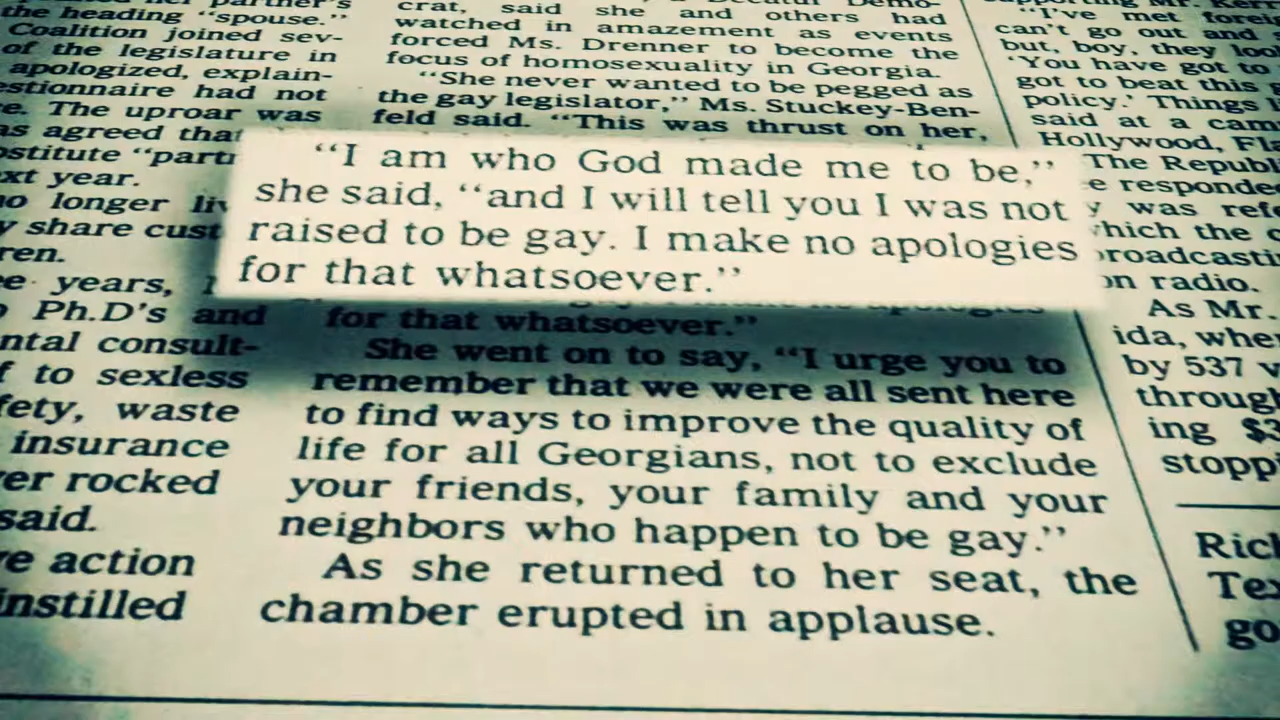 the heading "spouse."
Coalition joined sev-
of the legislature in
apologized, explain-
estionnaire had not
e. The uproar was
as agreed that
ostitute "part
xt year.
no longer liv
y share cust
ren.
e years,
Ph.D's and
ntal consult-
f to sexless
fety, waste
insurance
er rocked
said.
e action
instilled
crat, said she and others had
watched in amazement as events
forced Ms. Drenner to become the
focus of homosexuality in Georgia.
"She never wanted to be pegged as
the gay legislator," Ms. Stuckey-Ben-
feld said. "This was thrust on her,
"I am who God made me to be,"
she said, "and I will tell you I was not
raised to be gay. I make no apologies
for that whatsoever."
for that whatsoever."
She went on to say, "I urge you to
remember that we were all sent here
to find ways to improve the quality of
life for all Georgians, not to exclude
your friends, your family and your
neighbors who happen to be gay."
As she returned to her seat, the
chamber erupted in applause.
"I've met foreig
can't go out and
but, boy, they look
'You have got to
got to beat this
policy.' Things
said at a cam
Hollywood, Fla
The Republ
e responde
y was refe
hich the c
broadcasti
on radio.
As Mr.
ida, whe
by 537 v
through
ing $3
stoppi
Rich
Tex
go